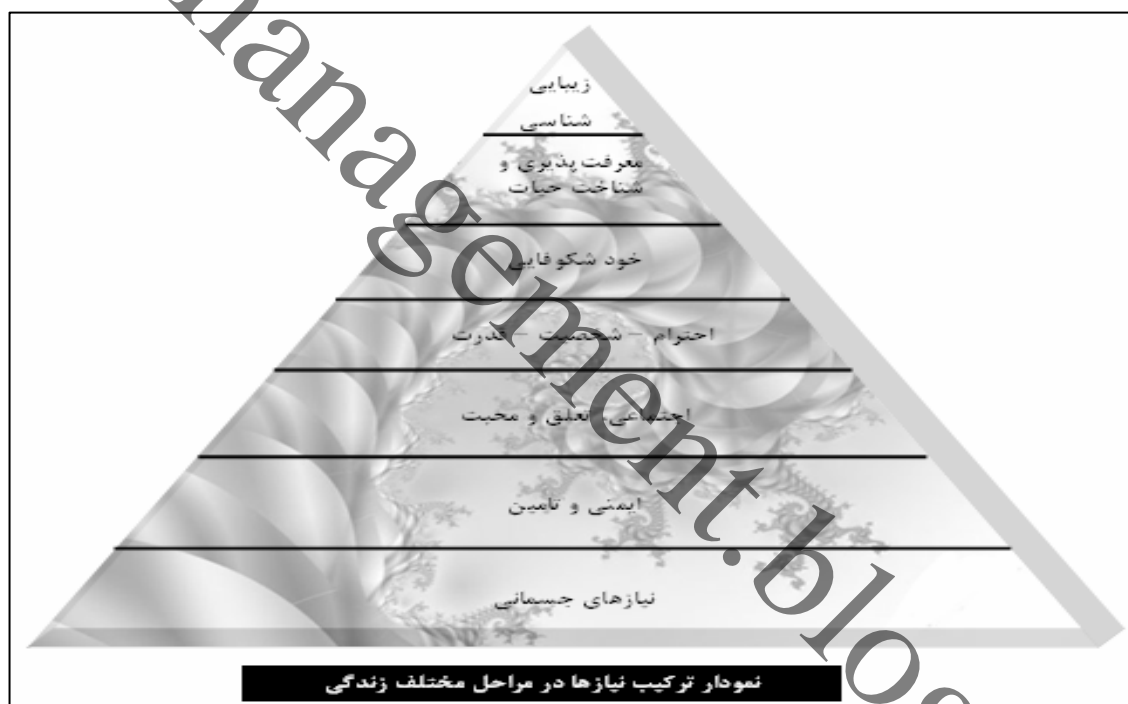 زیبایی
شناسی
معرفت پذیری و
شناخت حیات
خود شکوفایی
احترام – شخصیت – قدرت
اجتماعی، تعلق و محبت
ایمنی و تامین
نیازهای جسمانی
نمودار ترکیب نیازها در مراحل مختلف زندگی
management.blog